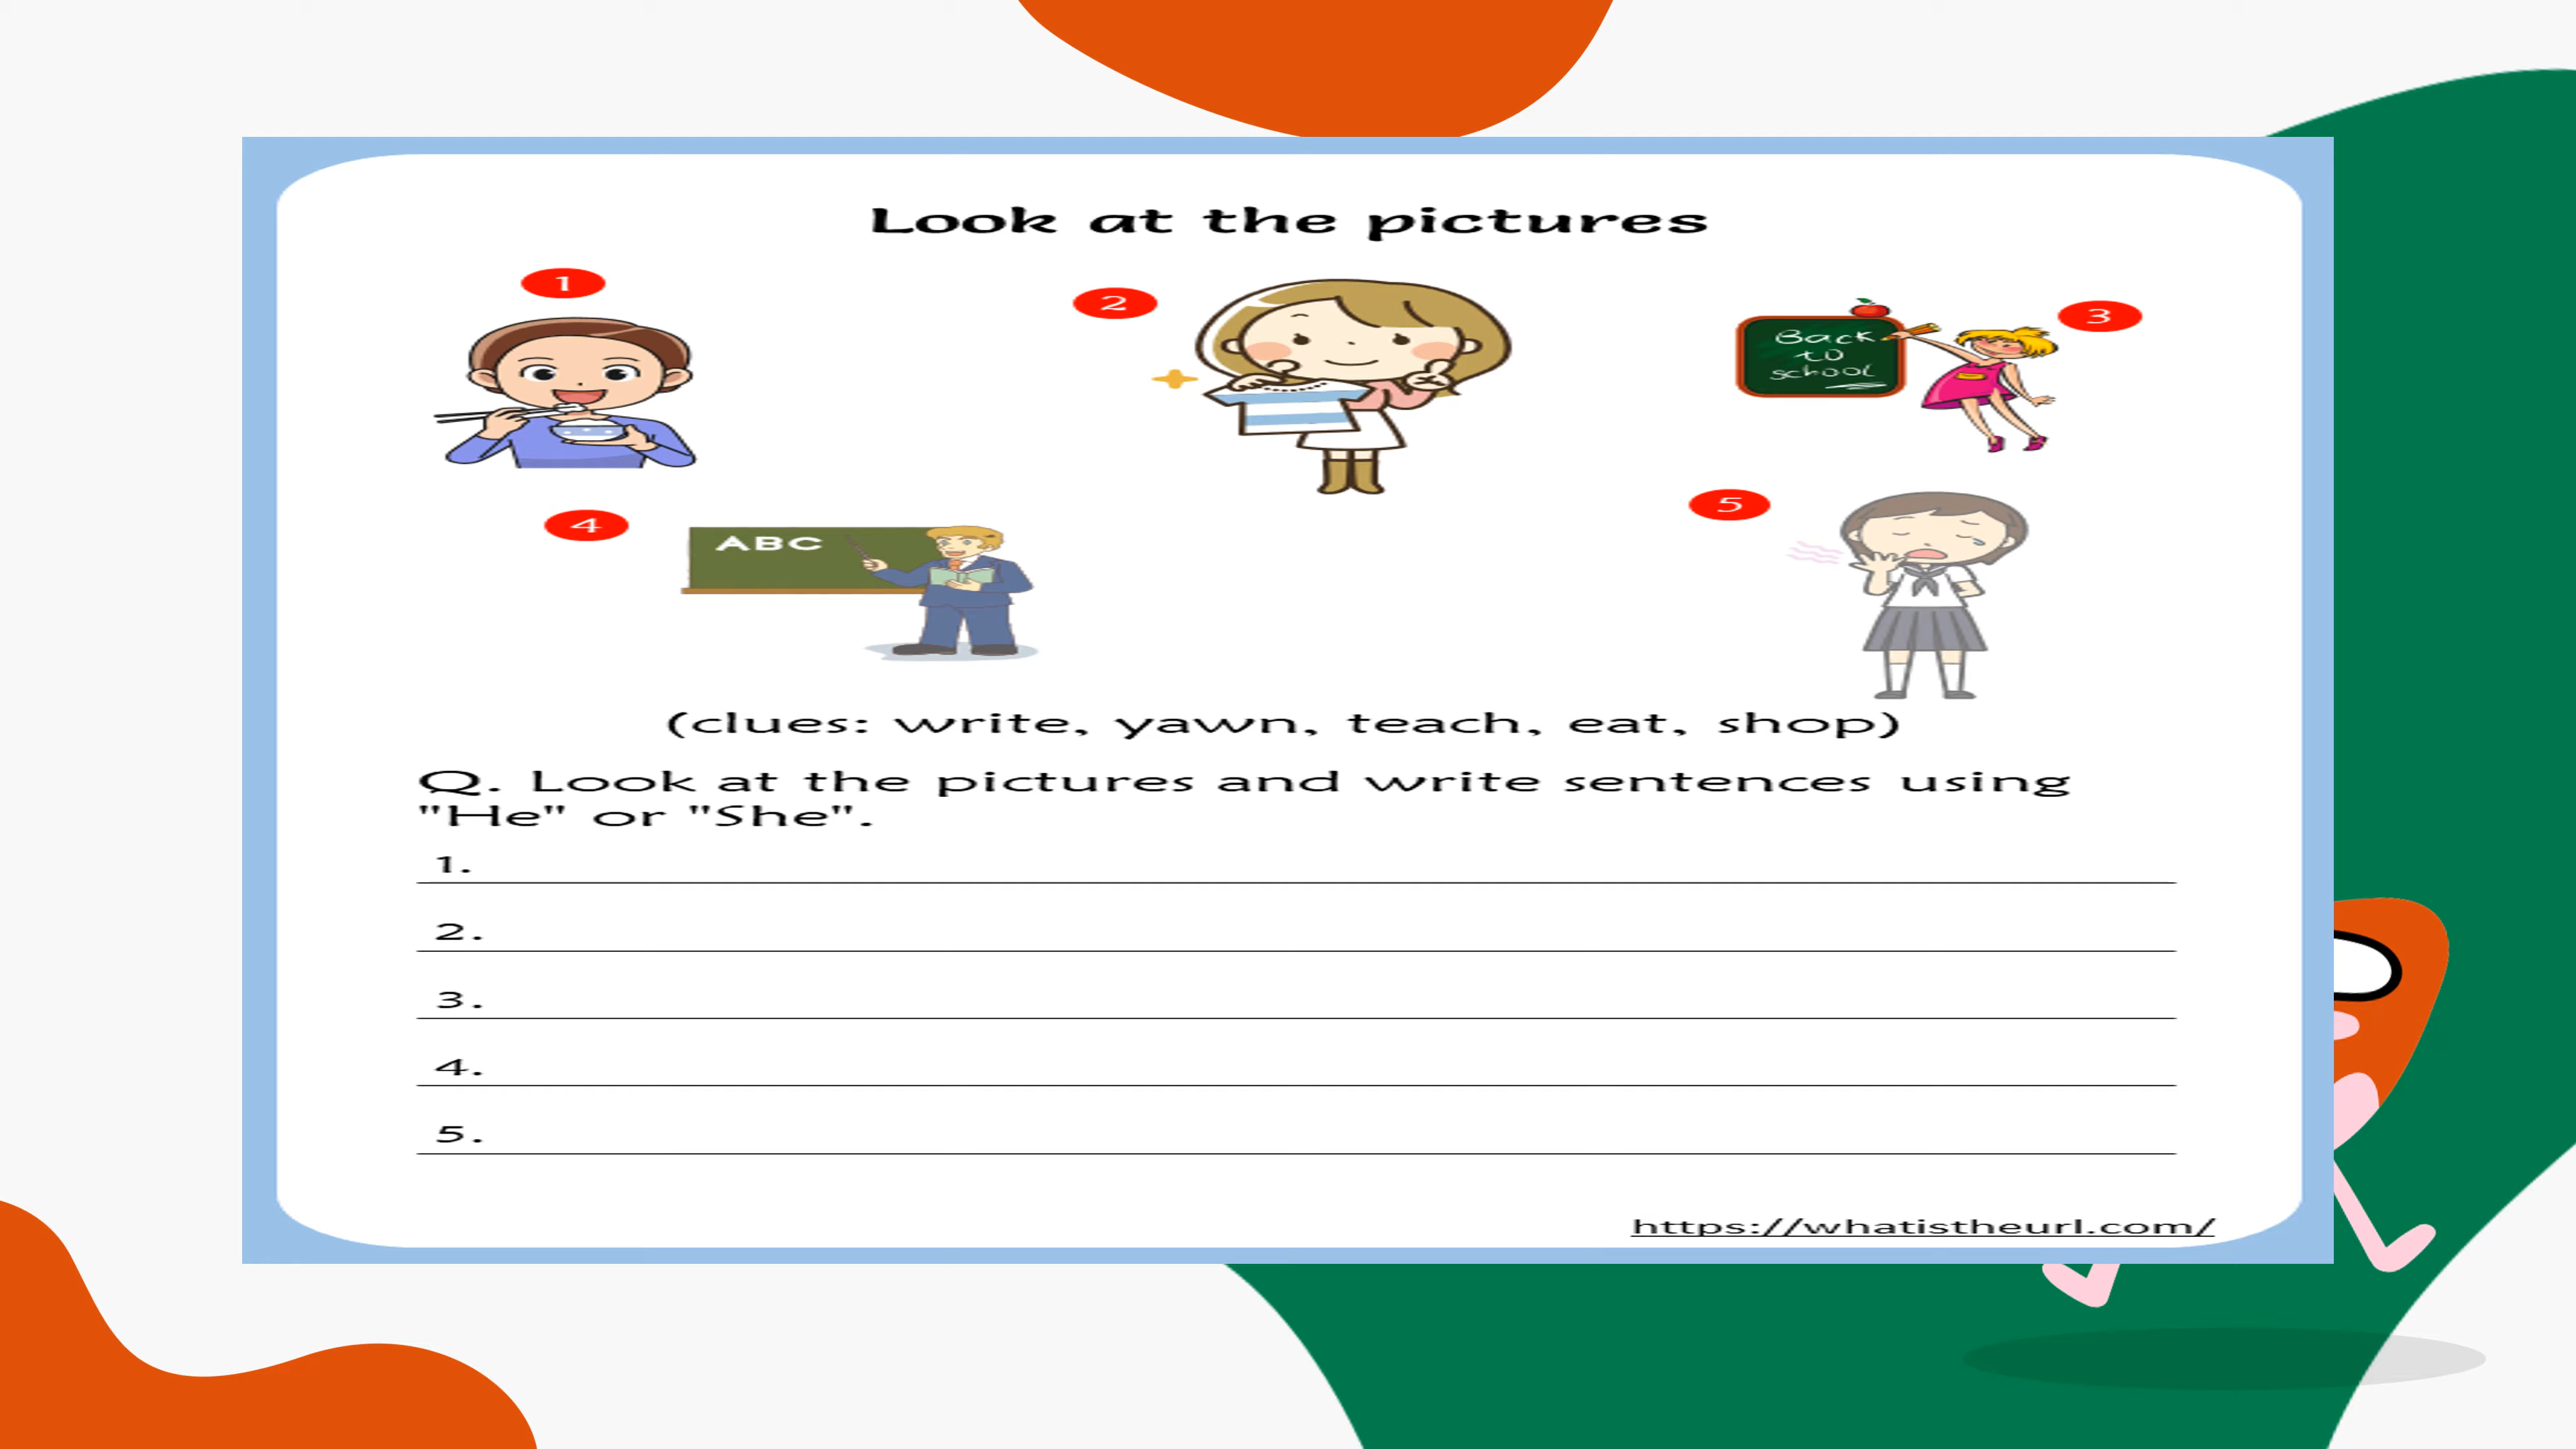 Look at the pictures
1
2
3
Back
to
school
4
ABC
5
(clues: write, yawn, teach, eat, shop)
Q. Look at the pictures and write sentences using
"He" or "She".
1.
2.
3.
4.
5.
https://whatistheurl.com/